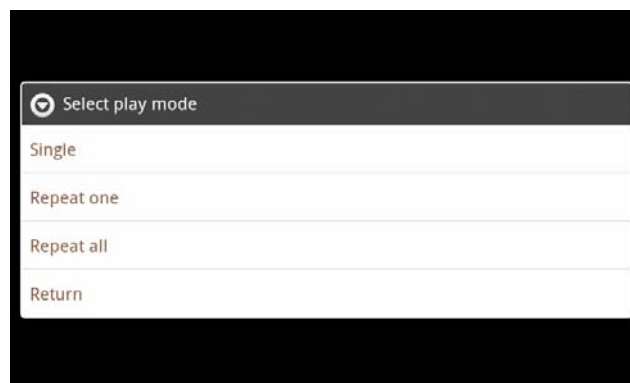 Select play mode
Single
Repeat one
Repeat all
Return